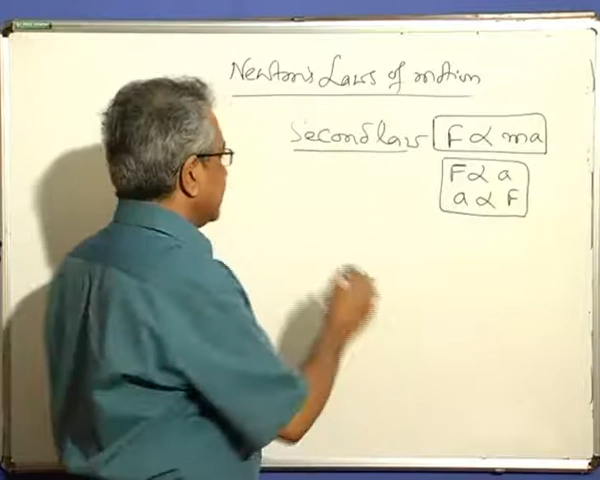 Newton's Laws of motion
Second law F ∝ ma
F ∝ a
a ∝ F